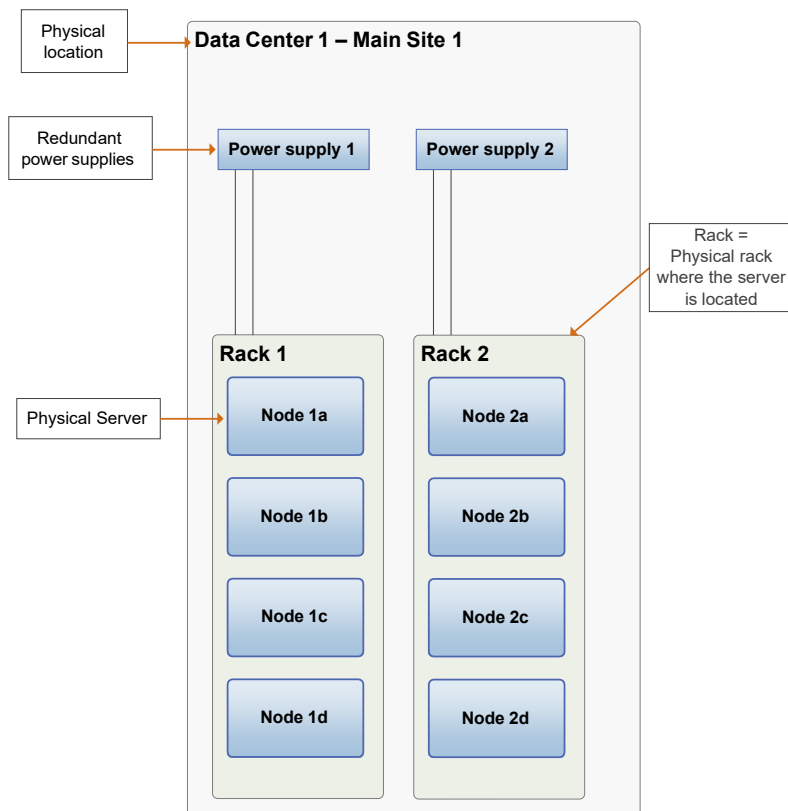 Physical
location
Data Center 1 – Main Site 1
Redundant
power supplies
Power supply 1
Power supply 2
Rack =
Physical rack
where the server
is located
Rack 1
Rack 2
Physical Server
Node 1a
Node 2a
Node 1b
Node 2b
Node 1c
Node 2c
Node 1d
Node 2d